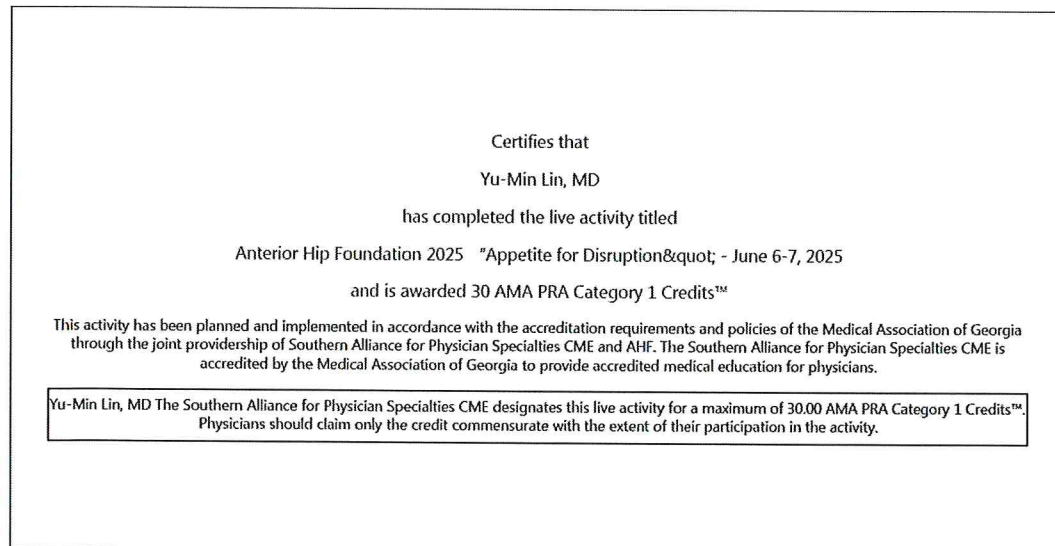 Certifies that
Yu-Min Lin, MD
has completed the live activity titled
Anterior Hip Foundation 2025 "Appetite for Disruption&quot; - June 6-7, 2025
and is awarded 30 AMA PRA Category 1 Credits™
This activity has been planned and implemented in accordance with the accreditation requirements and policies of the Medical Association of Georgia
through the joint providership of Southern Alliance for Physician Specialties CME and AHF. The Southern Alliance for Physician Specialties CME is
accredited by the Medical Association of Georgia to provide accredited medical education for physicians.
Yu-Min Lin, MD The Southern Alliance for Physician Specialties CME designates this live activity for a maximum of 30.00 AMA PRA Category 1 Credits™.
Physicians should claim only the credit commensurate with the extent of their participation in the activity.